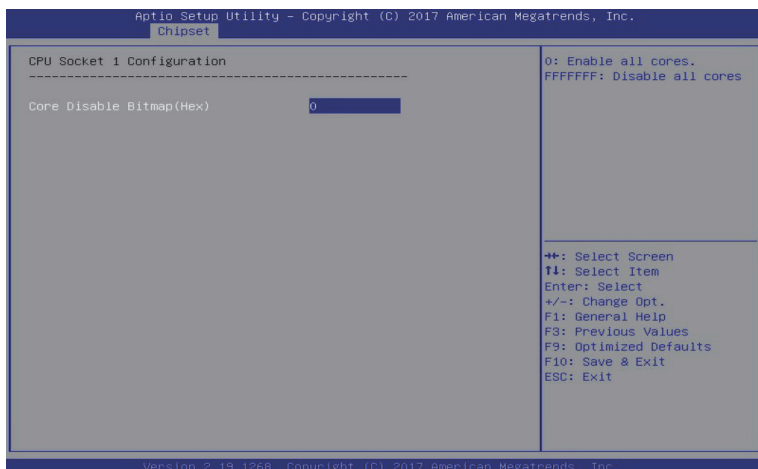 Aptio Setup Utility – Copyright (C) 2017 American Megatrends, Inc.
Chipset
CPU Socket 1 Configuration
--------------------------------------------------
Core Disable Bitmap(Hex) 0
0: Enable all cores.
FFFFFFF: Disable all cores
→←: Select Screen
↑↓: Select Item
Enter: Select
+/-: Change Opt.
F1: General Help
F3: Previous Values
F9: Optimized Defaults
F10: Save & Exit
ESC: Exit
Version 2.19.1268. Copyright (C) 2017 American Megatrends, Inc.